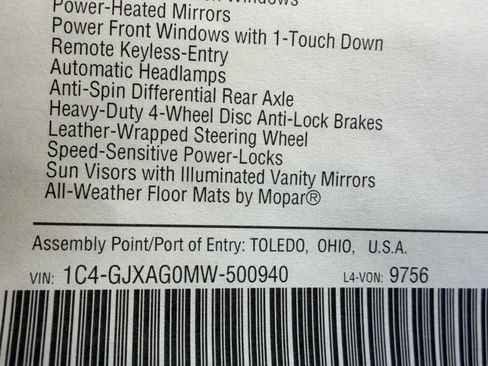 Windows
Power-Heated Mirrors
Power Front Windows with 1-Touch Down
Remote Keyless-Entry
Automatic Headlamps
Anti-Spin Differential Rear Axle
Heavy-Duty 4-Wheel Disc Anti-Lock Brakes
Leather-Wrapped Steering Wheel
Speed-Sensitive Power-Locks
Sun Visors with Illuminated Vanity Mirrors
All-Weather Floor Mats by Mopar®
Assembly Point/Port of Entry: TOLEDO, OHIO, U.S.A.
VIN: 1C4-GJXAG0MW-500940 L4-VON: 9756